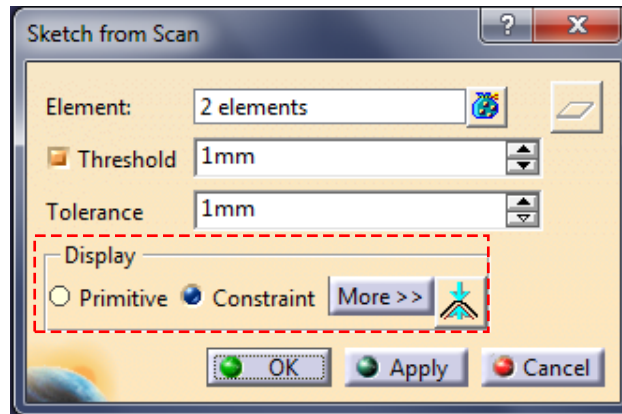 Sketch from Scan ? X
Element: 2 elements
Threshold 1mm
Tolerance 1mm
Display
Primitive Constraint More >>
OK Apply Cancel